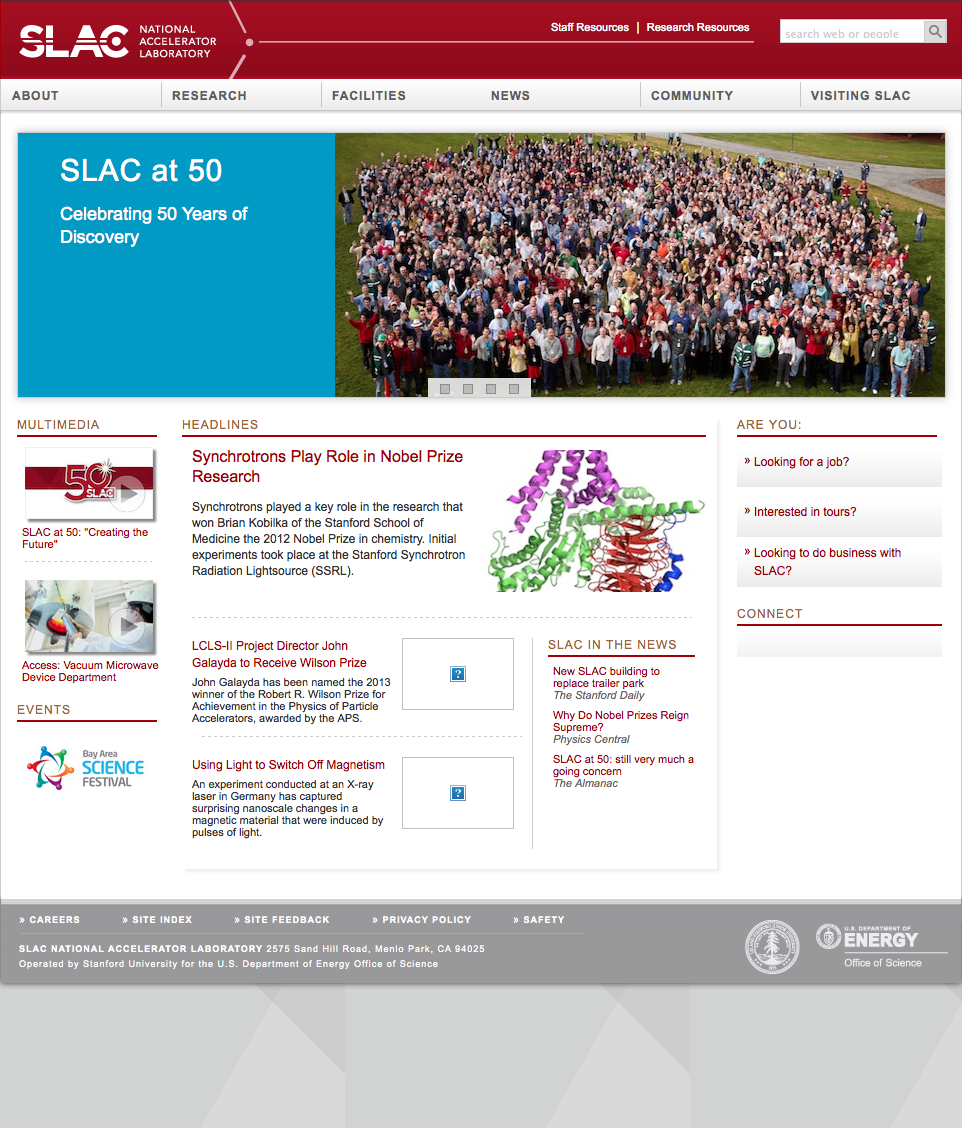 SLAC NATIONAL
ACCELERATOR
LABORATORY
Staff Resources | Research Resources
search web or people
ABOUT
RESEARCH
FACILITIES
NEWS
COMMUNITY
VISITING SLAC
SLAC at 50
Celebrating 50 Years of
Discovery
MULTIMEDIA
50
SLAC
SLAC at 50: "Creating the
Future"
Access: Vacuum Microwave
Device Department
EVENTS
Bay Area
SCIENCE
FESTIVAL
HEADLINES
Synchrotrons Play Role in Nobel Prize
Research
Synchrotrons played a key role in the research that
won Brian Kobilka of the Stanford School of
Medicine the 2012 Nobel Prize in chemistry. Initial
experiments took place at the Stanford Synchrotron
Radiation Lightsource (SSRL).
LCLS-II Project Director John
Galayda to Receive Wilson Prize
John Galayda has been named the 2013
winner of the Robert R. Wilson Prize for
Achievement in the Physics of Particle
Accelerators, awarded by the APS.
?
Using Light to Switch Off Magnetism
An experiment conducted at an X-ray
laser in Germany has captured
surprising nanoscale changes in a
magnetic material that were induced by
pulses of light.
?
SLAC IN THE NEWS
New SLAC building to
replace trailer park
The Stanford Daily
Why Do Nobel Prizes Reign
Supreme?
Physics Central
SLAC at 50: still very much a
going concern
The Almanac
ARE YOU:
» Looking for a job?
» Interested in tours?
» Looking to do business with
SLAC?
CONNECT
» CAREERS
» SITE INDEX
» SITE FEEDBACK
» PRIVACY POLICY
» SAFETY
SLAC NATIONAL ACCELERATOR LABORATORY 2575 Sand Hill Road, Menlo Park, CA 94025
Operated by Stanford University for the U.S. Department of Energy Office of Science
U.S. DEPARTMENT OF
ENERGY
Office of Science